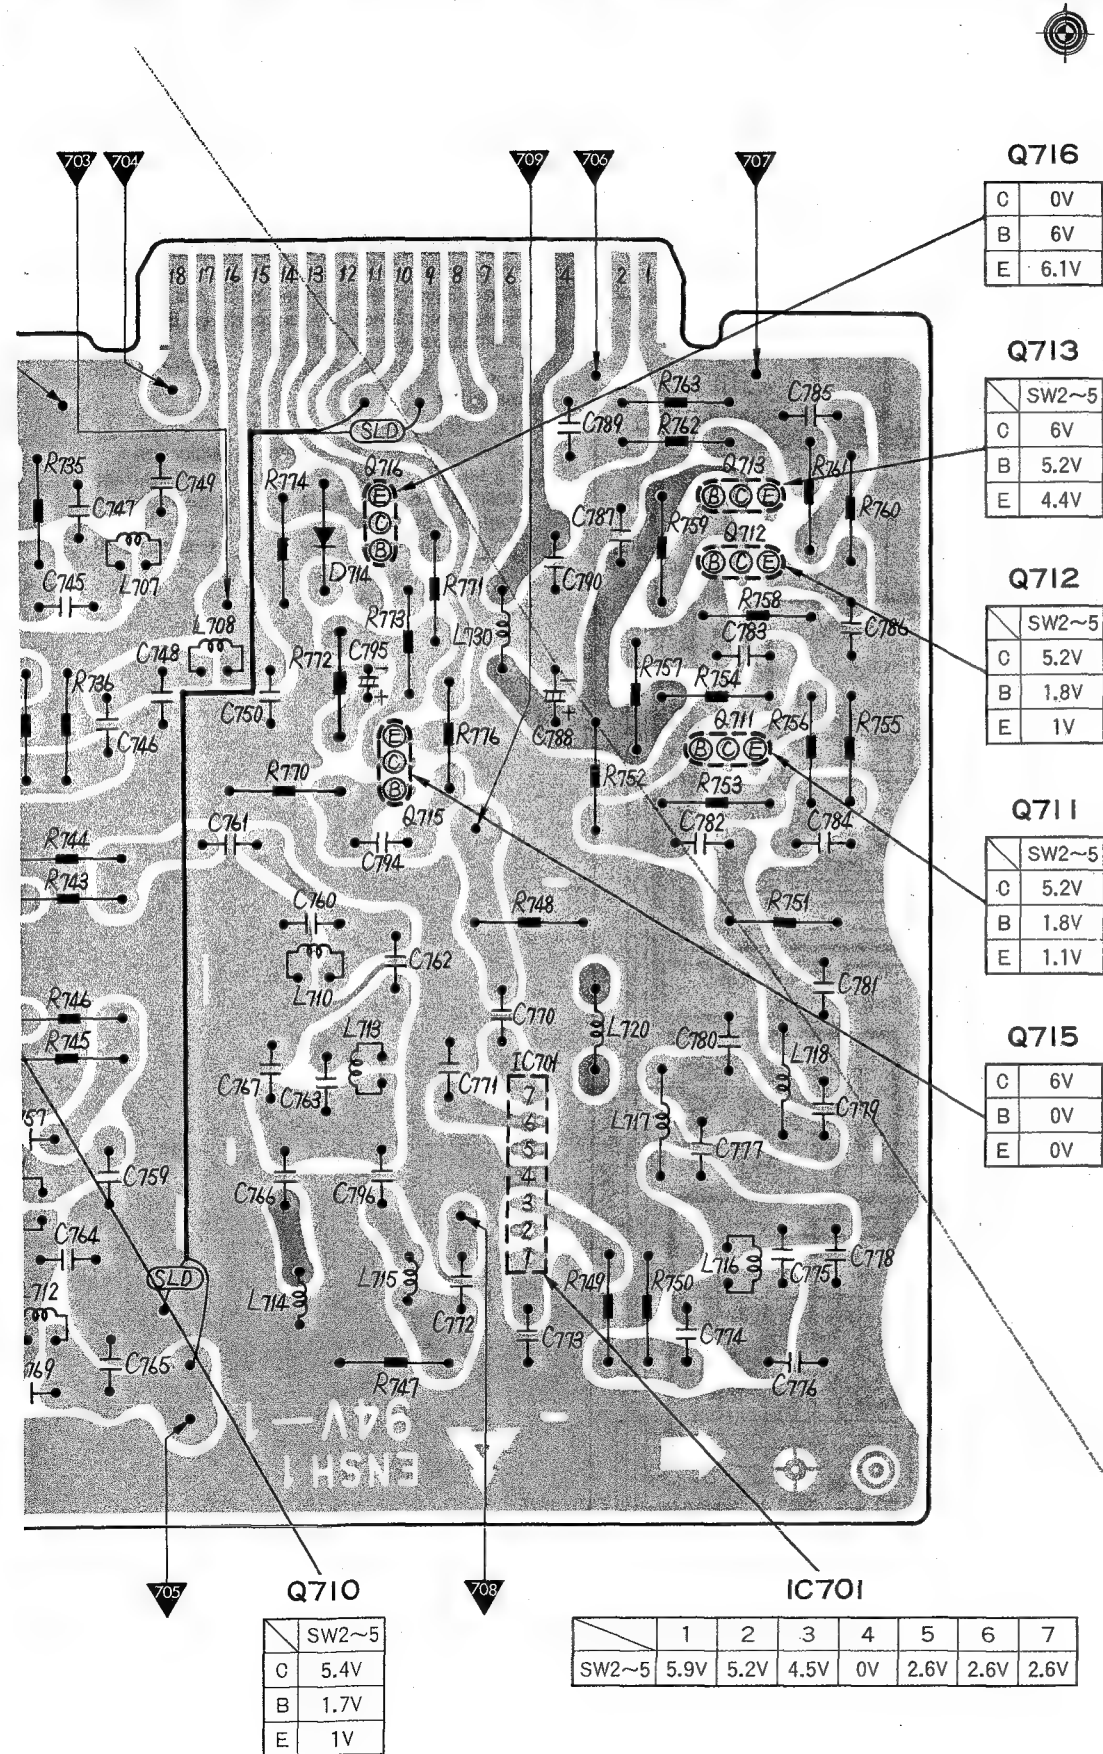 703 704 709 706 707
Q716
C 0V
B 6V
E 6.1V
18 17 16 15 14 13 12 11 10 9 8 7 6 4 2 1
Q713
SW2~5
C 6V
B 5.2V
E 4.4V
R763 C785
C789 R762
SLD
R735 C749 R774 Q716 Q713 R761
C747 E B C E R760
C C787 R759 Q712
B B C E
L707 D714 C790
C745 R771 R758
Q712
SW2~5
C 5.2V
B 1.8V
E 1V
L708 R773 L730 C783 C786
C748 R772 C795 R757 R754
R736 C750 - + - +
C746 E R776 C788 Q711 R756 R755
C B C E
R770 B R752 R753
Q715
C761 C794 C782 C784
Q711
SW2~5
C 5.2V
B 1.8V
E 1.1V
R744
R743
C760 R748 R751
C762
L710 C781
R746 C770 L720 C780
R745 L713 L718
Q715
C 6V
B 0V
E 0V
C767 C763 C771 IC701 C779
7 L717
6
757 5 C777
C759 C766 C796 4
3
C764 2 L716 C775 C778
SLD L715 1 R749 R750
L712 L714 C772
C773 C774
769 C765 R747 C776
94V-1
ENSH1
705 708
Q710
SW2~5
C 5.4V
B 1.7V
E 1V
IC701
1 2 3 4 5 6 7
SW2~5 5.9V 5.2V 4.5V 0V 2.6V 2.6V 2.6V